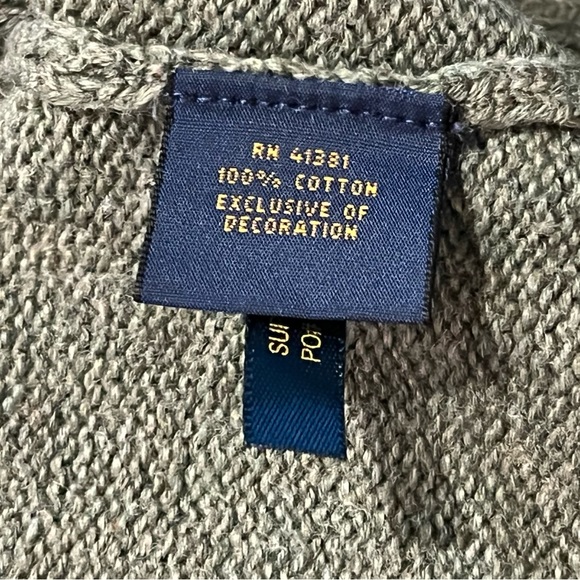 RN 41381
100% COTTON
EXCLUSIVE OF
DECORATION